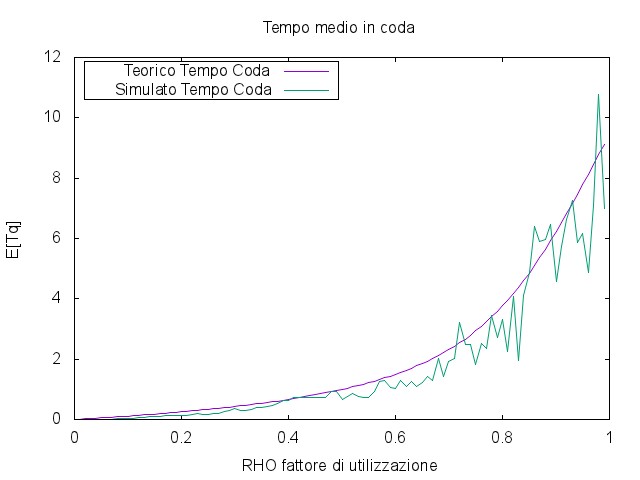 Tempo medio in coda
12
10
8
6
4
2
0
E[Tq]
Teorico Tempo Coda
Simulato Tempo Coda
0 0.2 0.4 0.6 0.8 1
RHO fattore di utilizzazione